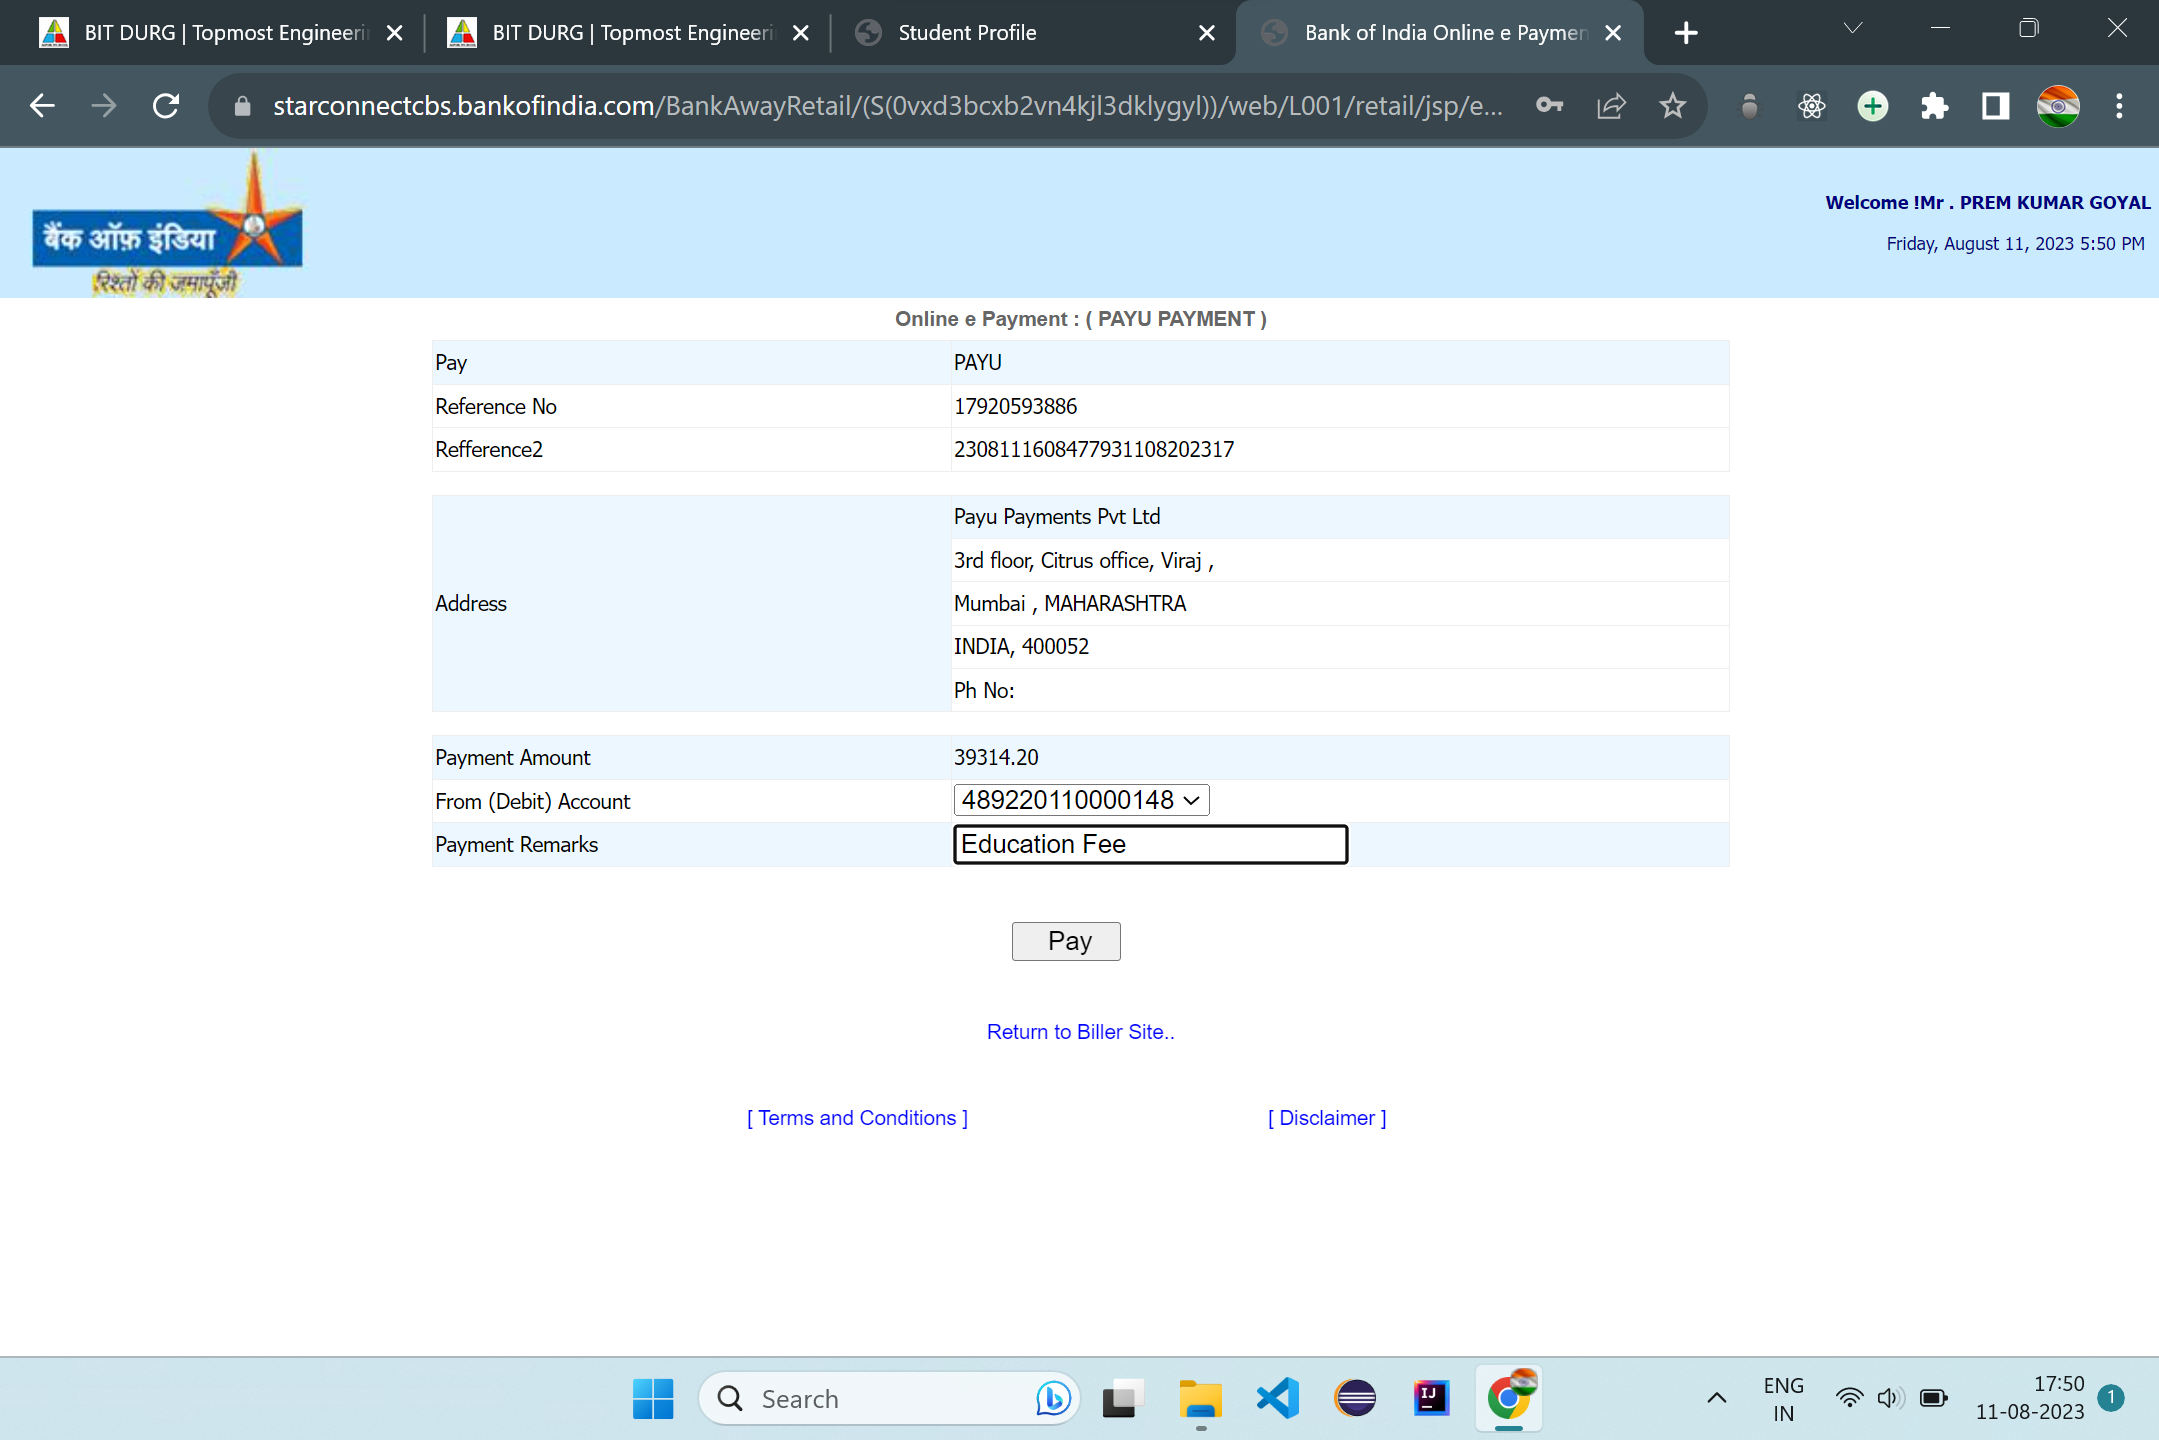 BIT DURG | Topmost Engineeri
BIT DURG | Topmost Engineeri
Student Profile
Bank of India Online e Paymen
starconnectcbs.bankofindia.com/BankAwayRetail/(S(0vxd3bcxb2vn4kjl3dklygyl))/web/L001/retail/jsp/e...
बैंक ऑफ़ इंडिया
रिश्तों की जमापूँजी
Welcome !Mr . PREM KUMAR GOYAL
Friday, August 11, 2023 5:50 PM
Online e Payment : ( PAYU PAYMENT )
Pay PAYU
Reference No 17920593886
Refference2 2308111608477931108202317
Address
Payu Payments Pvt Ltd
3rd floor, Citrus office, Viraj ,
Mumbai , MAHARASHTRA
INDIA, 400052
Ph No:
Payment Amount 39314.20
From (Debit) Account 489220110000148
Payment Remarks Education Fee
Pay
Return to Biller Site..
[ Terms and Conditions ] [ Disclaimer ]
Search
IJ
ENG
IN
17:50
11-08-2023
1